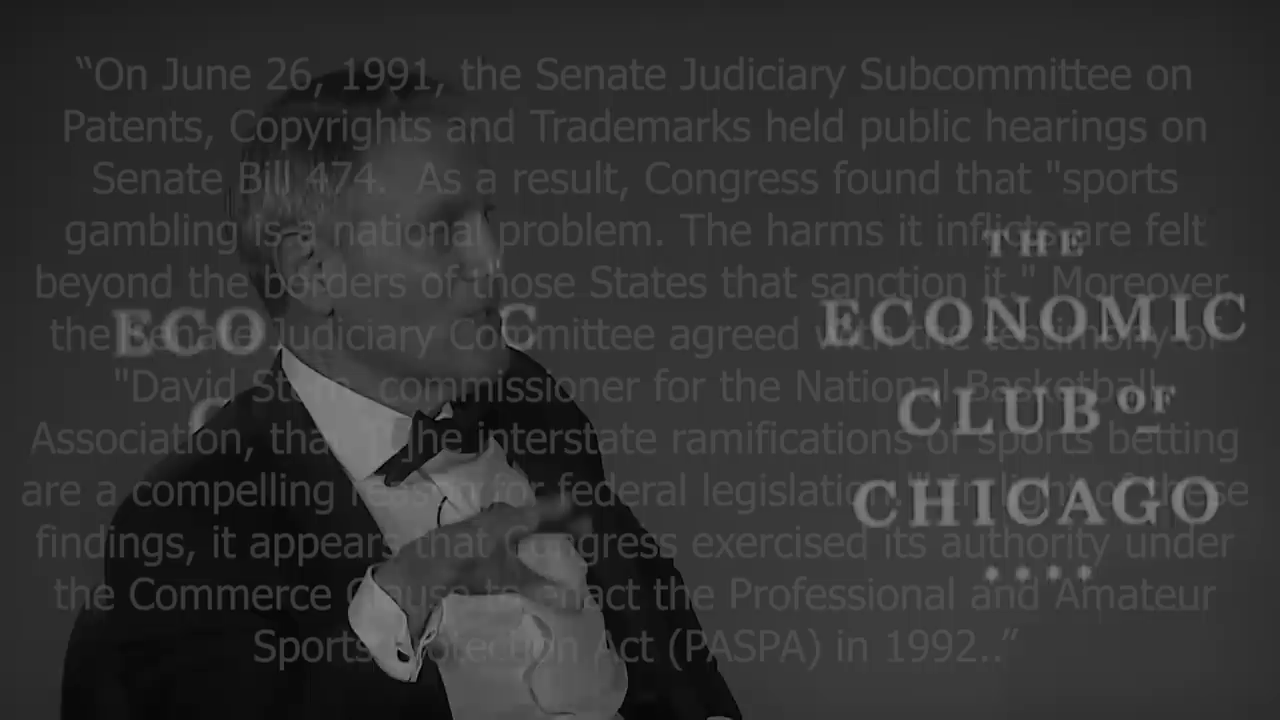 “On June 26, 1991, the Senate Judiciary Subcommittee on
Patents, Copyrights and Trademarks held public hearings on
Senate Bill 474.  As a result, Congress found that "sports
gambling is a national problem. The harms it inflicts are felt
beyond the borders of those States that sanction it." Moreover
the Senate Judiciary Committee agreed with the testimony of
"David Stern, commissioner for the National Basketball
Association, that "[t]he interstate ramifications of sports betting
are a compelling reason for federal legislation." In light of these
findings, it appears that Congress exercised its authority under
the Commerce Clause to enact the Professional and Amateur
Sports Protection Act (PASPA) in 1992..”
ECO C
THE
ECONOMIC
CLUB OF
CHICAGO